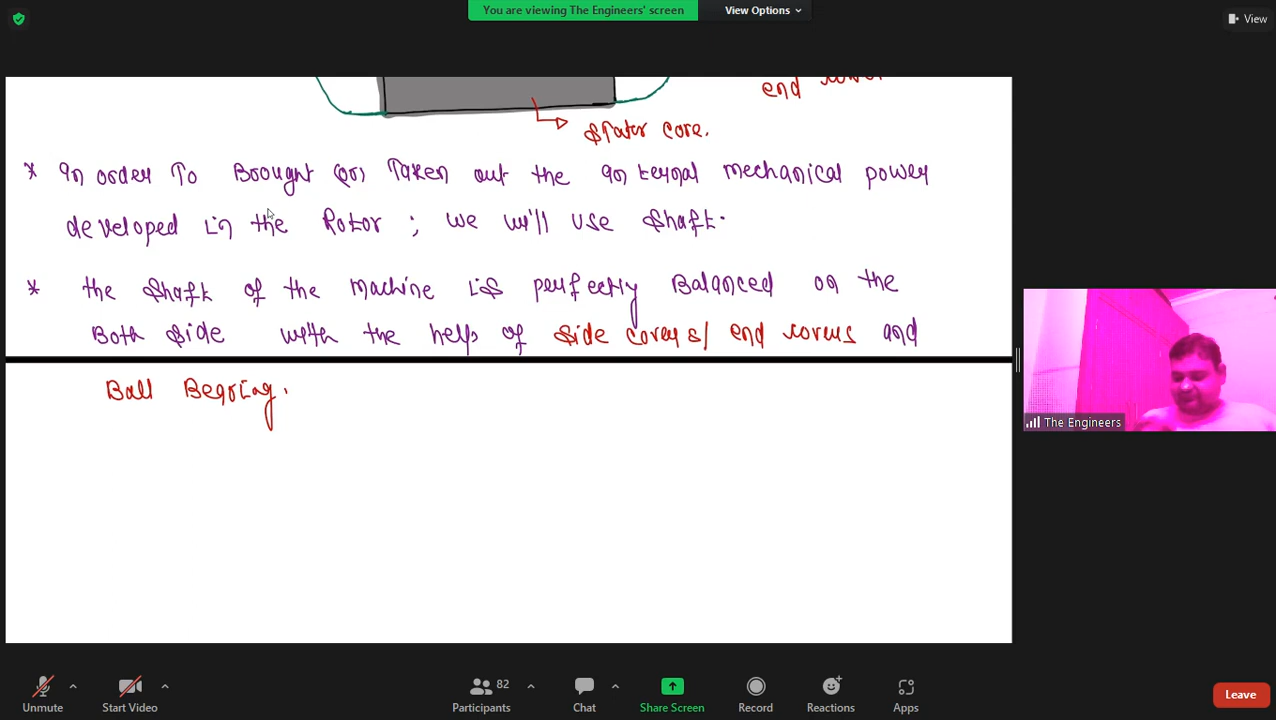 You are viewing The Engineers' screen
View Options
View
end cover
Stator core.
* In order To Brought (or) Taken out the Internal mechanical power
developed in the Rotor ; we will use shaft.
* the shaft of the machine is perfectly Balanced on the
Both side with the help of side covers/ end covers and
Ball Bearing.
The Engineers
Unmute
Start Video
82
Participants
Chat
Share Screen
Record
Reactions
Apps
Leave